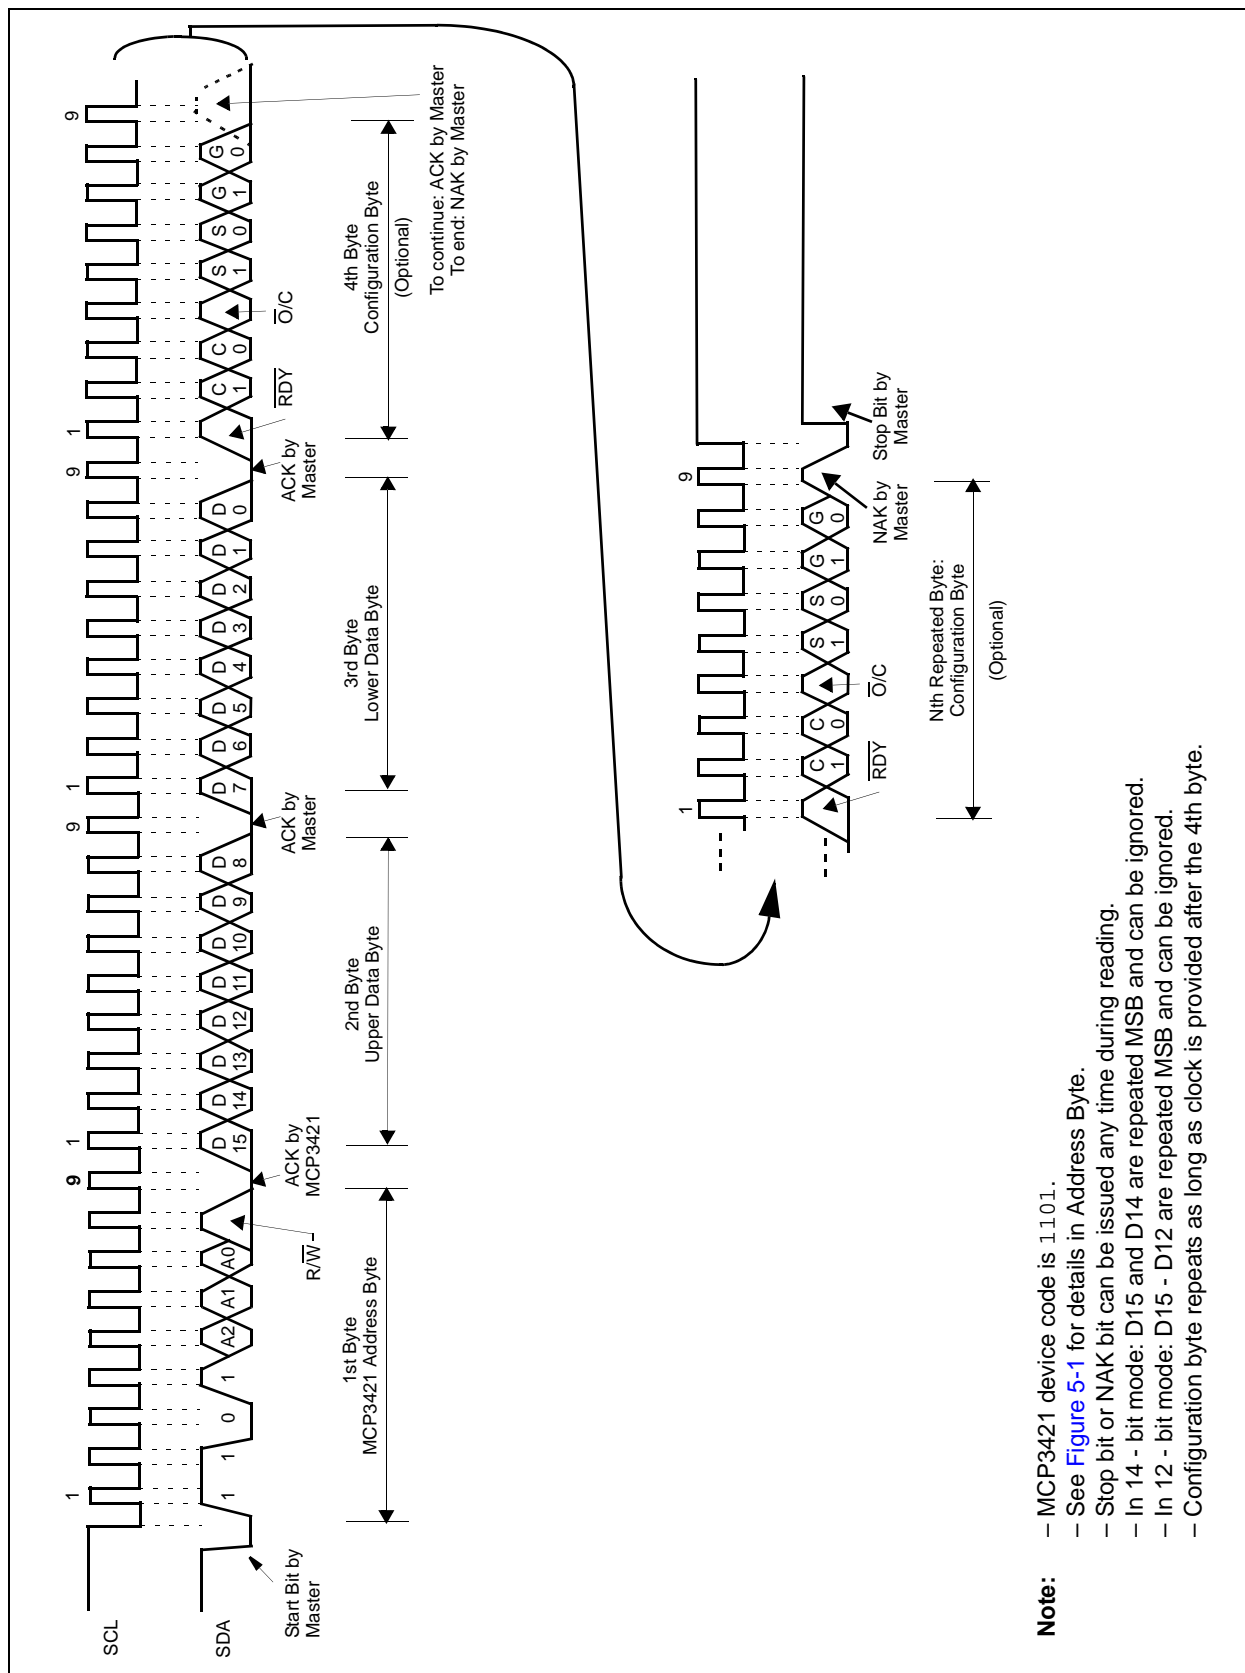 SCL
1
9
1
9
1
9
1
9
SDA
1
1
0
1
A2
A1
A0
D 15
D 14
D 13
D 12
D 11
D 10
D 9
D 8
D 7
D 6
D 5
D 4
D 3
D 2
D 1
D 0
C 1
C 0
S 1
S 0
G 1
G 0
Start Bit by
Master
R/W
ACK by
MCP3421
ACK by
Master
ACK by
Master
RDY
O/C
1st Byte
MCP3421 Address Byte
2nd Byte
Upper Data Byte
3rd Byte
Lower Data Byte
4th Byte
Configuration Byte
(Optional)
To continue: ACK by Master
To end: NAK by Master
1
9
C 1
C 0
S 1
S 0
G 1
G 0
RDY
O/C
NAK by
Master
Stop Bit by
Master
Nth Repeated Byte:
Configuration Byte
(Optional)
Note:
– MCP3421 device code is 1101.
– See Figure 5-1 for details in Address Byte.
– Stop bit or NAK bit can be issued any time during reading.
– In 14 - bit mode: D15 and D14 are repeated MSB and can be ignored.
– In 12 - bit mode: D15 - D12 are repeated MSB and can be ignored.
– Configuration byte repeats as long as clock is provided after the 4th byte.